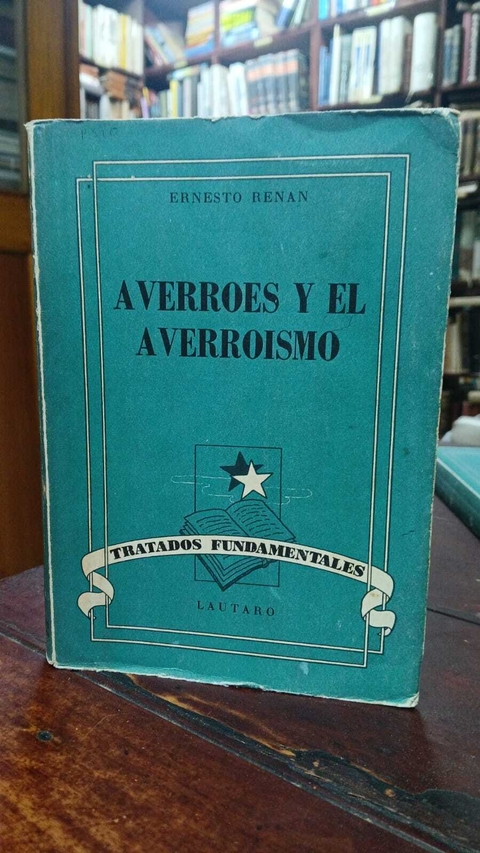 ERNESTO RENAN
AVERROES Y EL
AVERROISMO
TRATADOS FUNDAMENTALES
LAUTARO